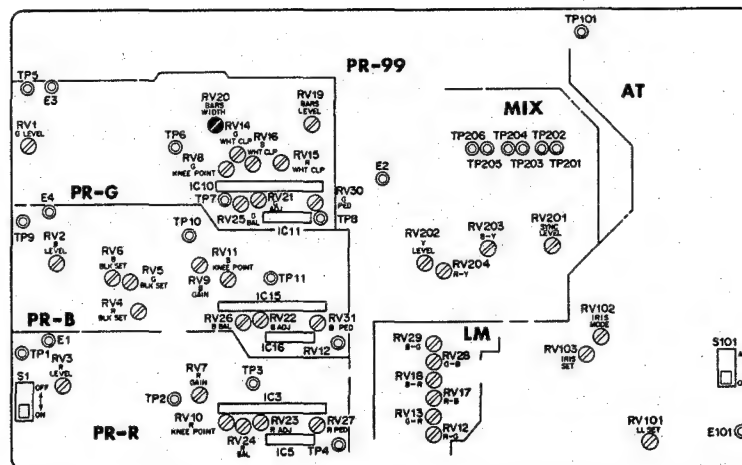 TP101
PR-99
AT
TP5
E3
RV20
BARS
WIDTH
RV19
BARS
LEVEL
MIX
RV1
G LEVEL
TP6
RV14
G
WHT CLP
RV16
B
WHT CLP
RV15
R
WHT CLP
RV8
G
KNEE POINT
TP206
TP204
TP202
TP205
TP203
TP201
E2
PR-G
IC10
TP7
RV21
ADJ
RV30
G
PED
E4
RV25
G
BAL
IC11
TP8
TP9
RV2
B
LEVEL
TP10
RV6
B
BLK SET
RV5
G
BLK SET
RV11
B
KNEE POINT
RV9
B
GAIN
TP11
RV202
Y
LEVEL
RV203
B-Y
RV204
R-Y
RV201
SYNC
LEVEL
RV4
R
BLK SET
IC15
PR-B
RV26
B BAL
RV22
B ADJ
RV31
B PED
IC16
RV12
LM
RV102
IRIS
MODE
E1
TP1
RV3
R
LEVEL
RV7
R
GAIN
TP3
RV29
B-G
RV28
G-B
RV18
B-R
RV17
R-B
RV13
G-R
RV12
R-G
RV103
IRIS
SET
S101
S1
OFF
ON
TP2
IC3
RV10
R
KNEE POINT
RV23
R ADJ
RV27
R PED
RV24
R
BAL
IC5
TP4
PR-R
RV101
LL SET
E101